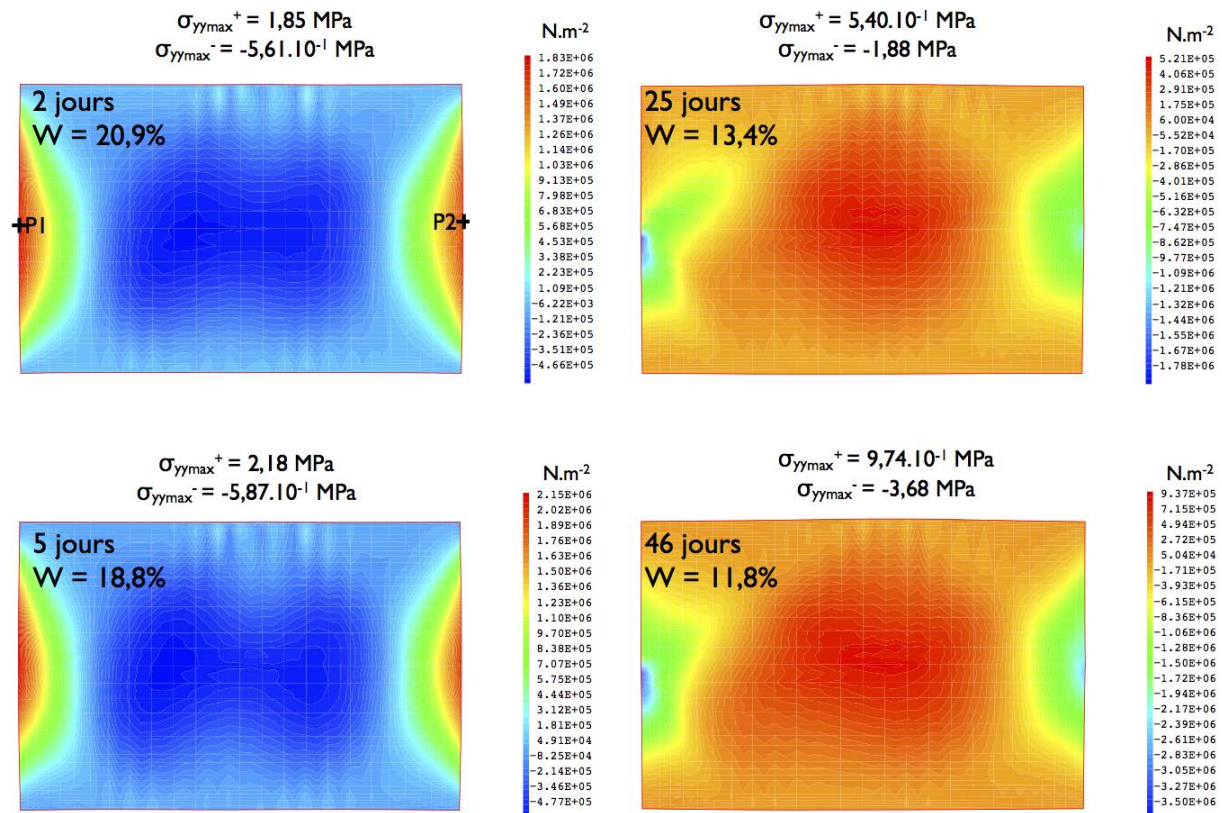 σyymax+ = 1,85 MPa
σyymax- = -5,61.10-1 MPa
N.m-2
2 jours
W = 20,9%
P1
P2
1.83E+06
1.72E+06
1.60E+06
1.49E+06
1.37E+06
1.26E+06
1.14E+06
1.03E+06
9.13E+05
7.98E+05
6.83E+05
5.68E+05
4.53E+05
3.38E+05
2.23E+05
1.09E+05
-6.22E+03
-1.21E+05
-2.36E+05
-3.51E+05
-4.66E+05
σyymax+ = 5,40.10-1 MPa
σyymax- = -1,88 MPa
N.m-2
25 jours
W = 13,4%
5.21E+05
4.06E+05
2.91E+05
1.75E+05
6.00E+04
-5.52E+04
-1.70E+05
-2.86E+05
-4.01E+05
-5.16E+05
-6.32E+05
-7.47E+05
-8.62E+05
-9.77E+05
-1.09E+06
-1.21E+06
-1.32E+06
-1.44E+06
-1.55E+06
-1.67E+06
-1.78E+06
σyymax+ = 2,18 MPa
σyymax- = -5,87.10-1 MPa
N.m-2
5 jours
W = 18,8%
2.15E+06
2.02E+06
1.89E+06
1.76E+06
1.63E+06
1.50E+06
1.36E+06
1.23E+06
1.10E+06
9.70E+05
8.38E+05
7.07E+05
5.75E+05
4.44E+05
3.12E+05
1.81E+05
4.91E+04
-8.25E+04
-2.14E+05
-3.46E+05
-4.77E+05
σyymax+ = 9,74.10-1 MPa
σyymax- = -3,68 MPa
N.m-2
46 jours
W = 11,8%
9.37E+05
7.15E+05
4.94E+05
2.72E+05
5.04E+04
-1.71E+05
-3.93E+05
-6.15E+05
-8.36E+05
-1.06E+06
-1.28E+06
-1.50E+06
-1.72E+06
-1.94E+06
-2.17E+06
-2.39E+06
-2.61E+06
-2.83E+06
-3.05E+06
-3.27E+06
-3.50E+06